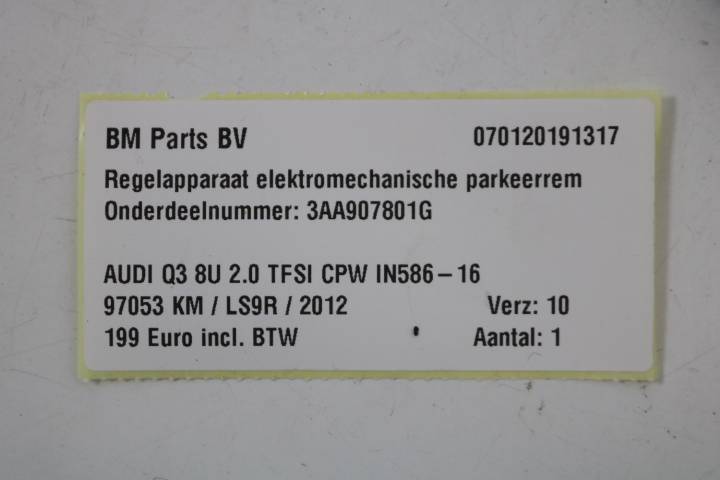 BM Parts BV 070120191317
Regelapparaat elektromechanische parkeerrem
Onderdeelnummer: 3AA907801G
AUDI Q3 8U 2.0 TFSI CPW IN586-16
97053 KM / LS9R / 2012 Verz: 10
199 Euro incl. BTW Aantal: 1